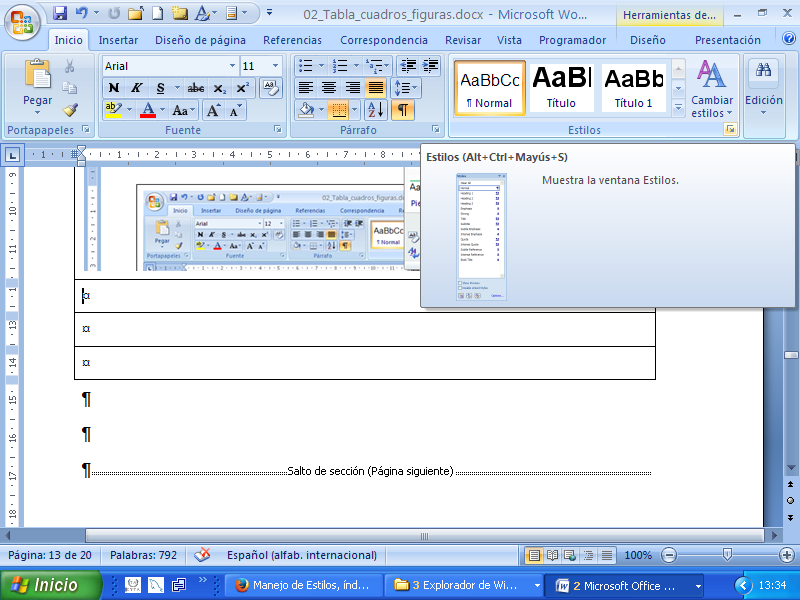 02_Tabla_cuadros_figuras.docx - Microsoft Wo...
Herramientas de...
Inicio Insertar Diseño de página Referencias Correspondencia Revisar Vista Programador Diseño Presentación
Pegar
Portapapeles
Arial 11
N K S abc x₂ x² Aa
ab A Aa A A
Fuente
Párrafo
AaBbCc AaBl AaBb
¶ Normal Título Título 1
Cambiar estilos
Estilos
Edición
Estilos (Alt+Ctrl+Mayús+S)
Muestra la ventana Estilos.
02_Tabla_cuadros_figuras.d
Inicio Insertar Diseño de página Referencias Correspondencia
Pegar
Arial 12
AaBbCc
¶ Normal
Portapapeles Fuente Párrafo
¤
¤
¤
¶
¶
¶ Salto de sección (Página siguiente)
Página: 13 de 20 Palabras: 792 Español (alfab. internacional) 100%
Inicio Manejo de Estilos, índ... 3 Explorador de Wi... 2 Microsoft Office ... 13:34